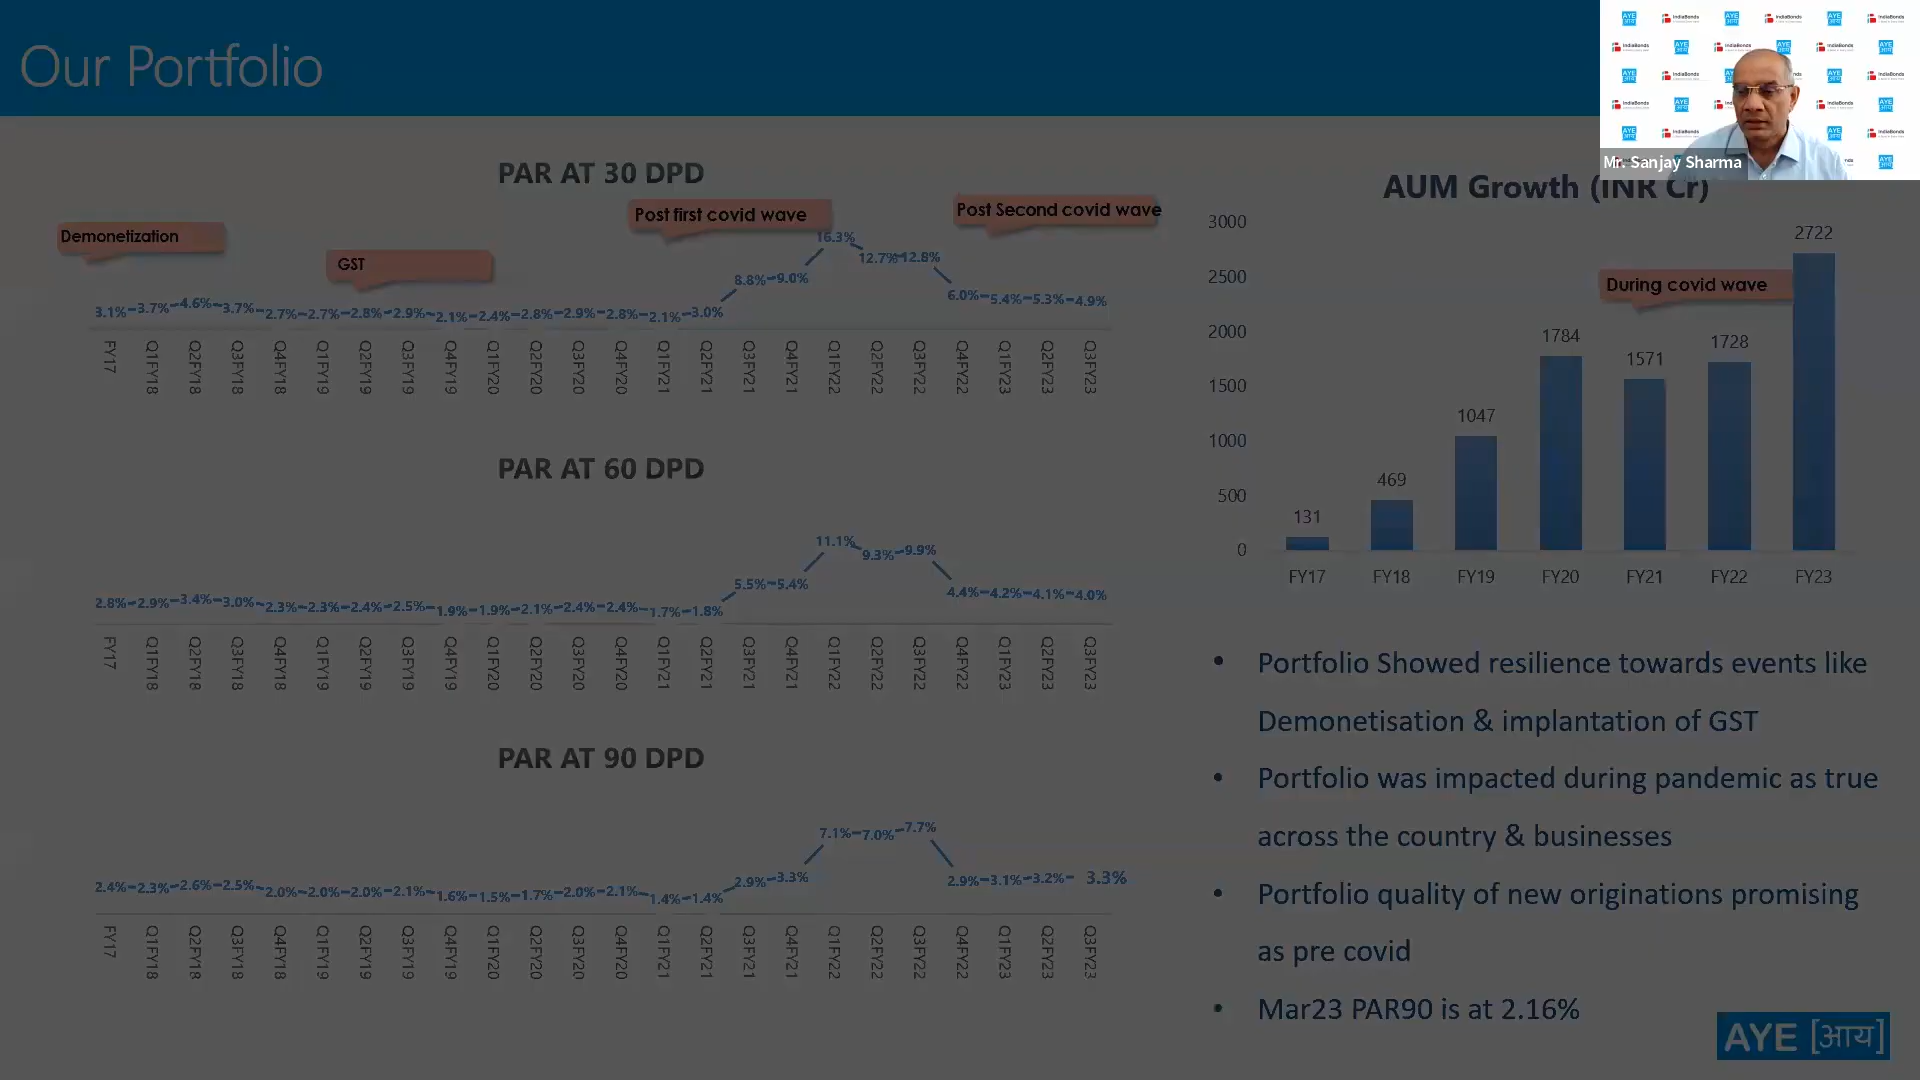 Our Portfolio
AYE
IndiaBonds
Mr. Sanjay Sharma
PAR AT 30 DPD
Demonetization
GST
Post first covid wave
Post Second covid wave
3.1% 3.7% 4.6% 3.7% 2.7% 2.7% 2.8% 2.9% 2.1% 2.4% 2.8% 2.9% 2.8% 2.1% 3.0% 8.8% 9.0% 16.3% 12.7% 12.8% 6.0% 5.4% 5.3% 4.9%
FY17 Q1FY18 Q2FY18 Q3FY18 Q4FY18 Q1FY19 Q2FY19 Q3FY19 Q4FY19 Q1FY20 Q2FY20 Q3FY20 Q4FY20 Q1FY21 Q2FY21 Q3FY21 Q4FY21 Q1FY22 Q2FY22 Q3FY22 Q4FY22 Q1FY23 Q2FY23 Q3FY23
PAR AT 60 DPD
2.8% 2.9% 3.4% 3.0% 2.3% 2.3% 2.4% 2.5% 1.9% 1.9% 2.1% 2.4% 2.4% 1.7% 1.8% 5.5% 5.4% 11.1% 9.3% 9.9% 4.4% 4.2% 4.1% 4.0%
FY17 Q1FY18 Q2FY18 Q3FY18 Q4FY18 Q1FY19 Q2FY19 Q3FY19 Q4FY19 Q1FY20 Q2FY20 Q3FY20 Q4FY20 Q1FY21 Q2FY21 Q3FY21 Q4FY21 Q1FY22 Q2FY22 Q3FY22 Q4FY22 Q1FY23 Q2FY23 Q3FY23
PAR AT 90 DPD
2.4% 2.3% 2.6% 2.5% 2.0% 2.0% 2.0% 2.1% 1.6% 1.5% 1.7% 2.0% 2.1% 1.4% 1.4% 2.9% 3.3% 7.1% 7.0% 7.7% 2.9% 3.1% 3.2% 3.3%
FY17 Q1FY18 Q2FY18 Q3FY18 Q4FY18 Q1FY19 Q2FY19 Q3FY19 Q4FY19 Q1FY20 Q2FY20 Q3FY20 Q4FY20 Q1FY21 Q2FY21 Q3FY21 Q4FY21 Q1FY22 Q2FY22 Q3FY22 Q4FY22 Q1FY23 Q2FY23 Q3FY23
AUM Growth (INR Cr)
3000
2500
2000
1500
1000
500
0
During covid wave
131 469 1047 1784 1571 1728 2722
FY17 FY18 FY19 FY20 FY21 FY22 FY23
• Portfolio Showed resilience towards events like
Demonetisation & implantation of GST
• Portfolio was impacted during pandemic as true
across the country & businesses
• Portfolio quality of new originations promising
as pre covid
• Mar23 PAR90 is at 2.16%
AYE [आय]